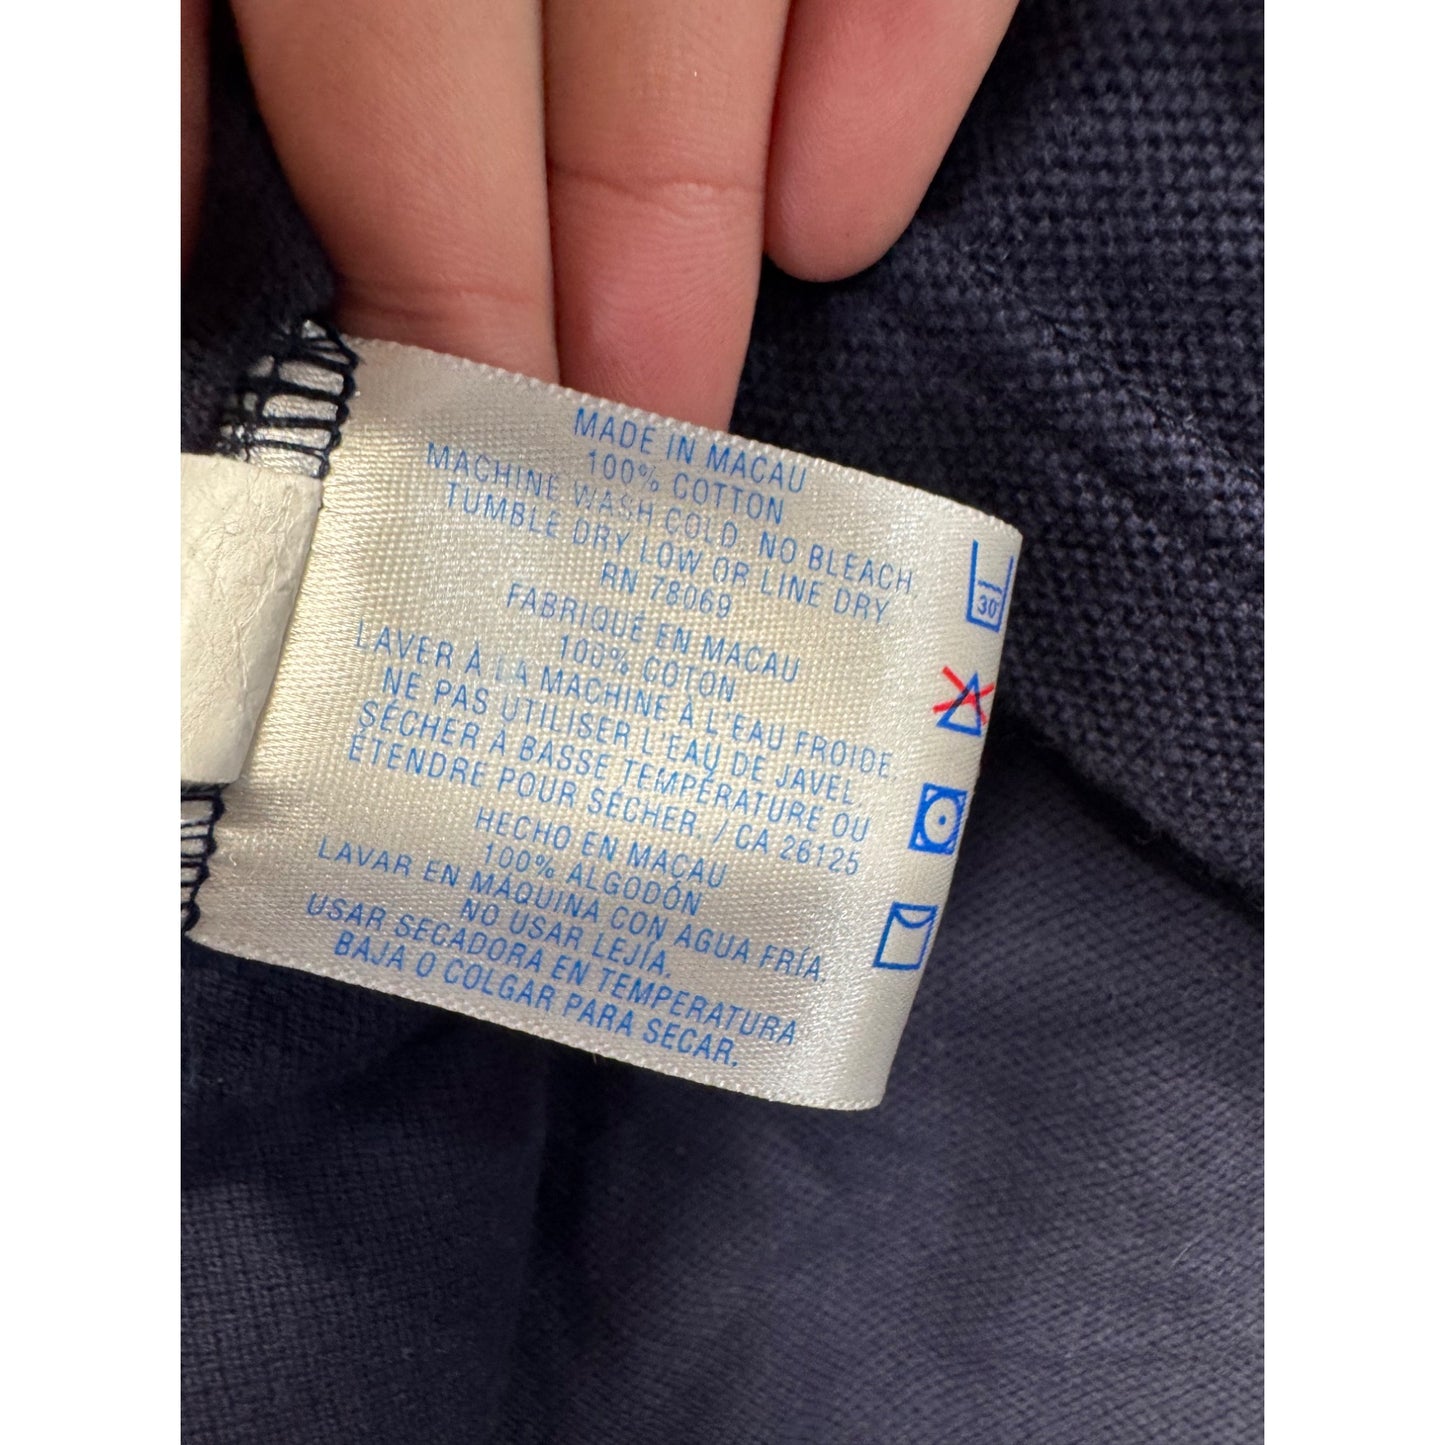 MADE IN MACAU
100% COTTON
MACHINE WASH COLD. NO BLEACH.
TUMBLE DRY LOW OR LINE DRY
RN 78069
FABRIQUÉ EN MACAU
100% COTON
LAVER À LA MACHINE À L'EAU FROIDE.
NE PAS UTILISER L'EAU DE JAVEL.
SÉCHER À BASSE TEMPÉRATURE OU
ÉTENDRE POUR SÉCHER. / CA 26125
HECHO EN MACAU
100% ALGODÓN
LAVAR EN MÁQUINA CON AGUA FRÍA.
NO USAR LEJÍA.
USAR SECADORA EN TEMPERATURA
BAJA O COLGAR PARA SECAR.
30°